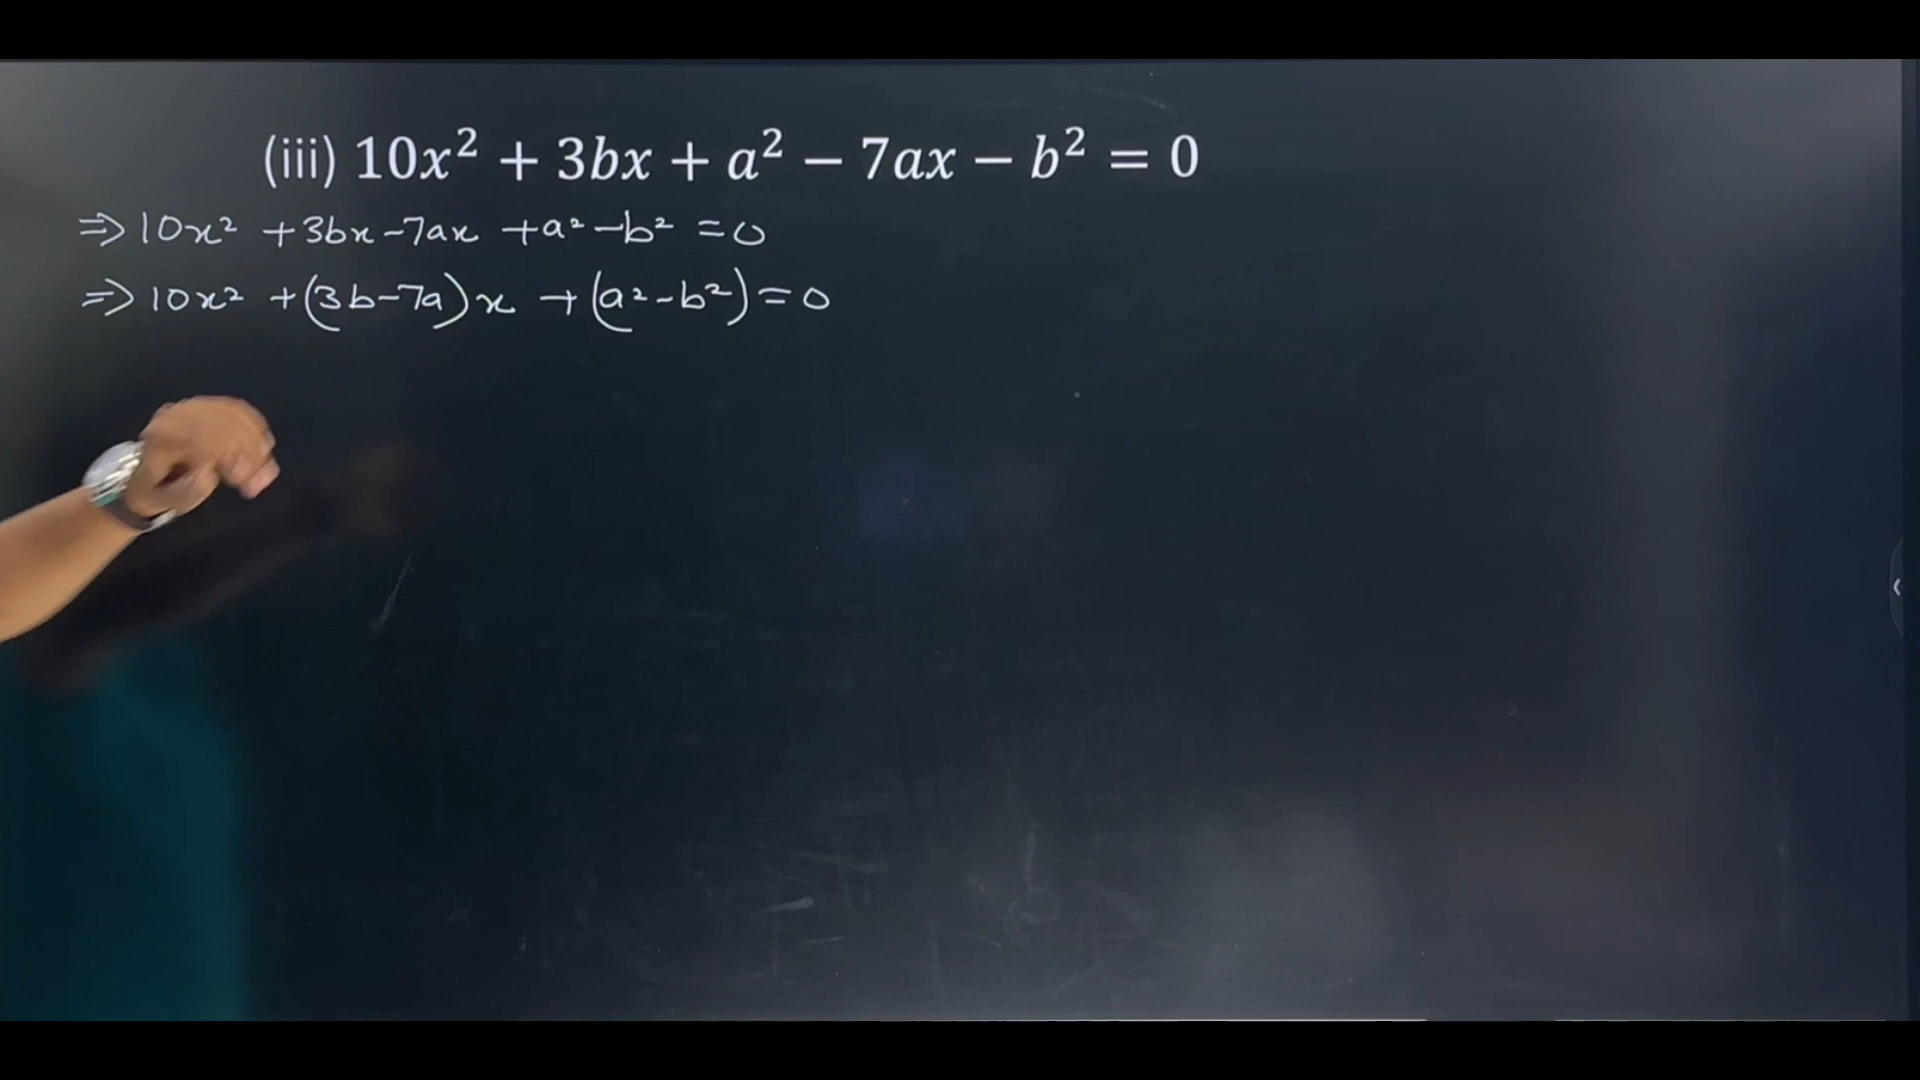 (iii) 10x² + 3bx + a² − 7ax − b² = 0
⇒ 10x² + 3bx − 7ax + a² − b² = 0
⇒ 10x² + (3b − 7a)x + (a² − b²) = 0